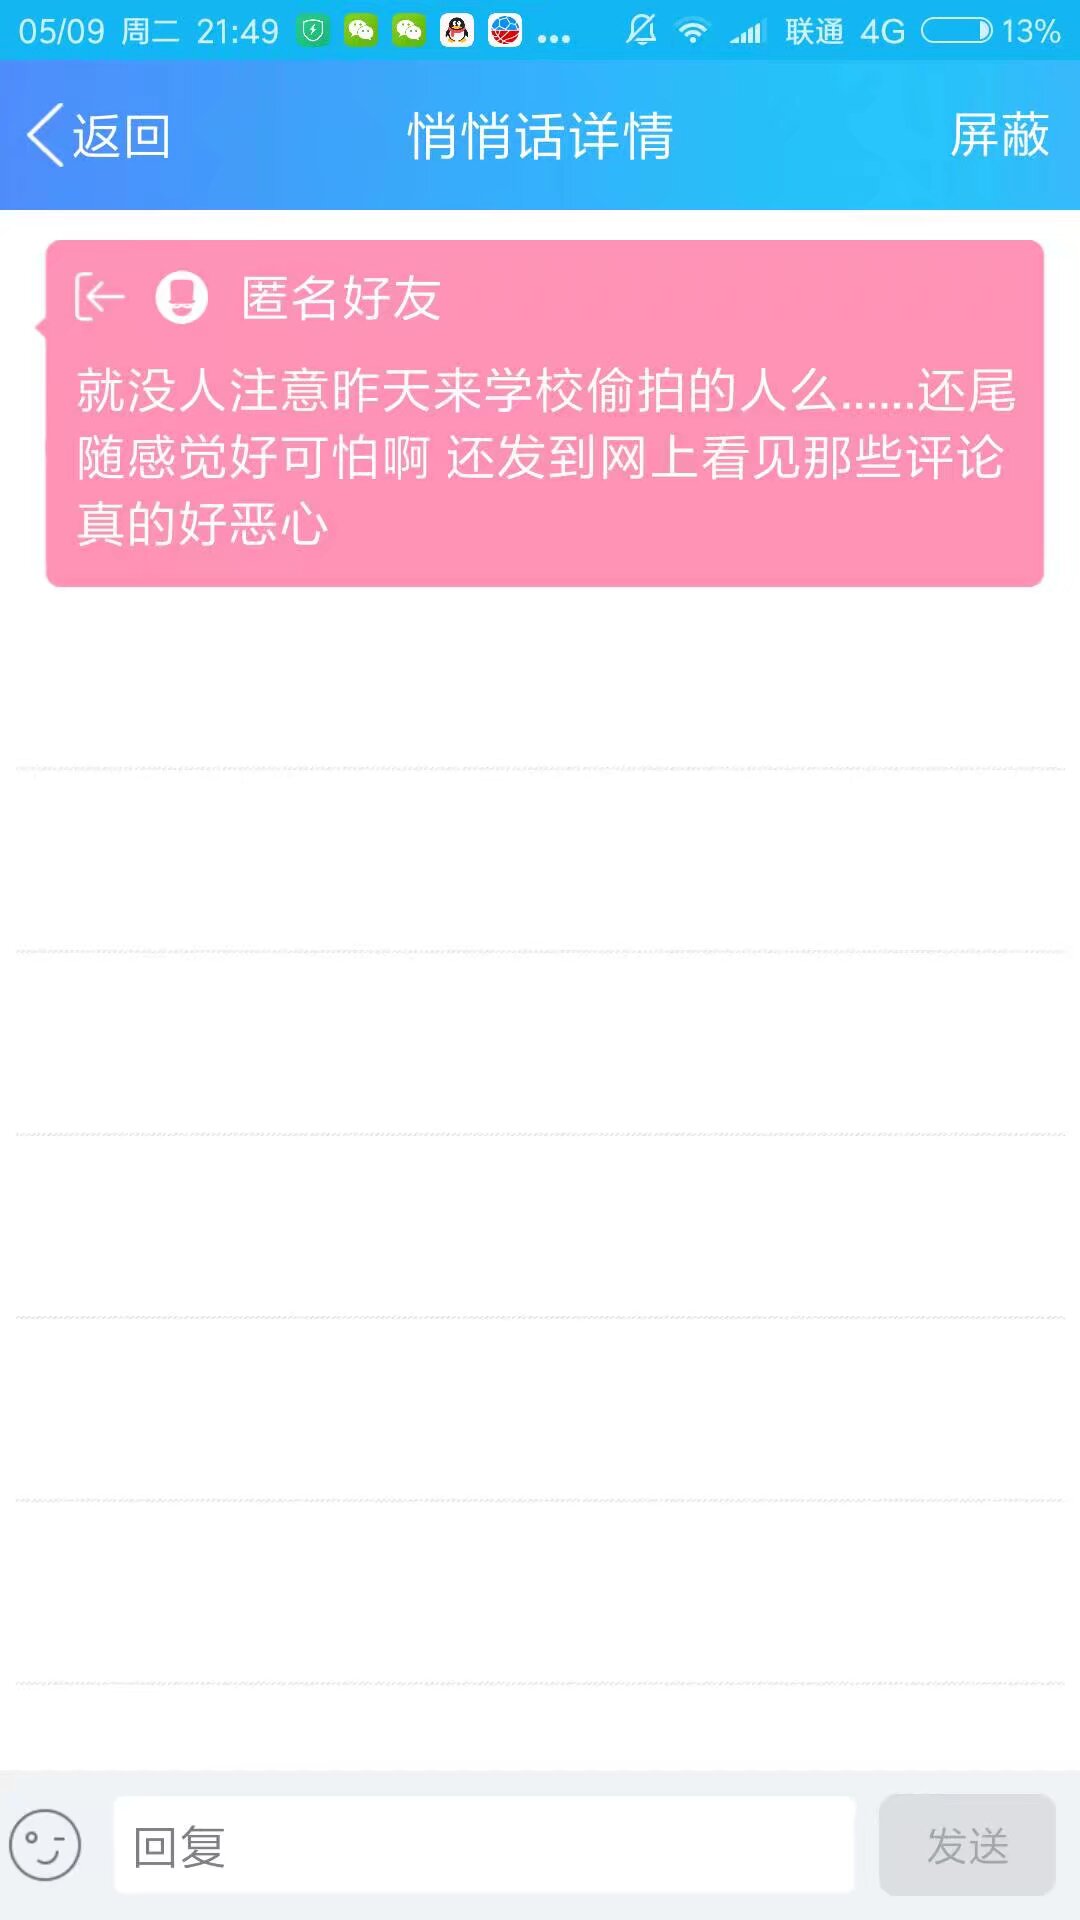 05/09 周二 21:49 ... 联通 4G 13%
返回 悄悄话详情 屏蔽
匿名好友
就没人注意昨天来学校偷拍的人么......还尾
随感觉好可怕啊 还发到网上看见那些评论
真的好恶心
回复 发送